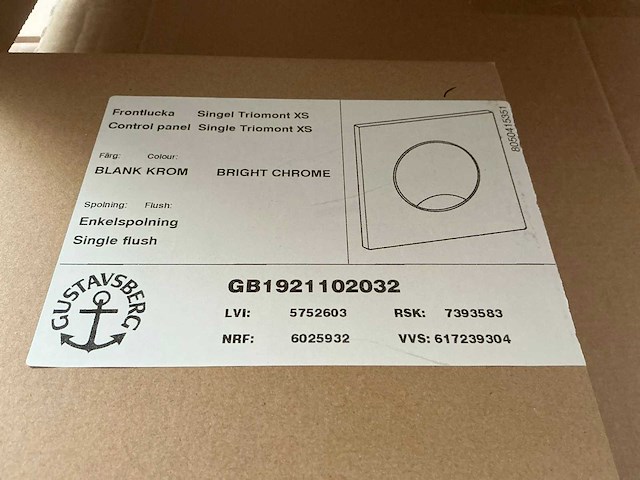 Frontlucka Singel Triomont XS
Control panel Single Triomont XS
Färg: Colour:
BLANK KROM BRIGHT CHROME
Spolning: Flush:
Enkelspolning
Single flush
8050415351
GUSTAVSBERG
GB1921102032
LVI: 5752603 RSK: 7393583
NRF: 6025932 VVS: 617239304